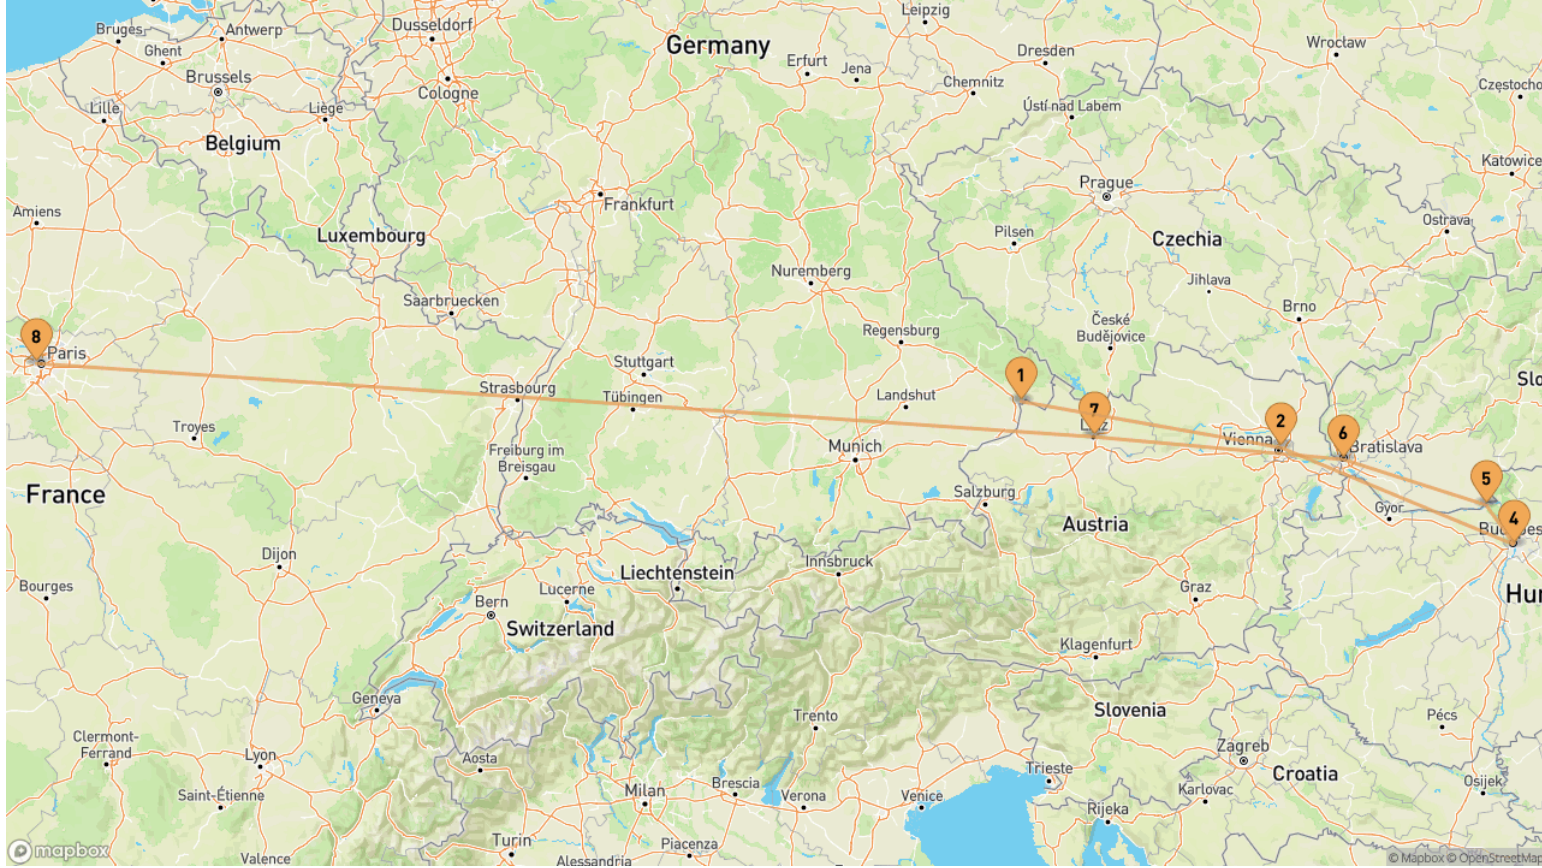 Leipzig
Bruges
Antwerp
Dusseldorf
Germany
Ghent
Dresden
Wrocław
Erfurt
Jena
Brussels
Cologne
Chemnitz
Częstocho
Lille
Liège
Ústí nad Labem
Belgium
Katowice
Prague
Amiens
Frankfurt
Ostrava
Luxembourg
Pilsen
Czechia
Nuremberg
Jihlava
Saarbruecken
Brno
České
Budějovice
Regensburg
8
Paris
Stuttgart
1
Slo
Strasbourg
Tübingen
Landshut
7
2
Troyes
6
Vienna
Bratislava
Freiburg im
Breisgau
Munich
5
France
Salzburg
Gyor
4
Austria
Dijon
Innsbruck
Liechtenstein
Bourges
Lucerne
Graz
Bern
Switzerland
Hur
Klagenfurt
Geneva
Slovenia
Trento
Pécs
Clermont-
Ferrand
Lyon
Aosta
Zagreb
Trieste
Croatia
Saint-Étienne
Milan
Brescia
Verona
Venice
Karlovac
Osijek
Rijeka
Turin
Piacenza
mapbox
Valence
Alessandria
© Mapbox © OpenStreetMap